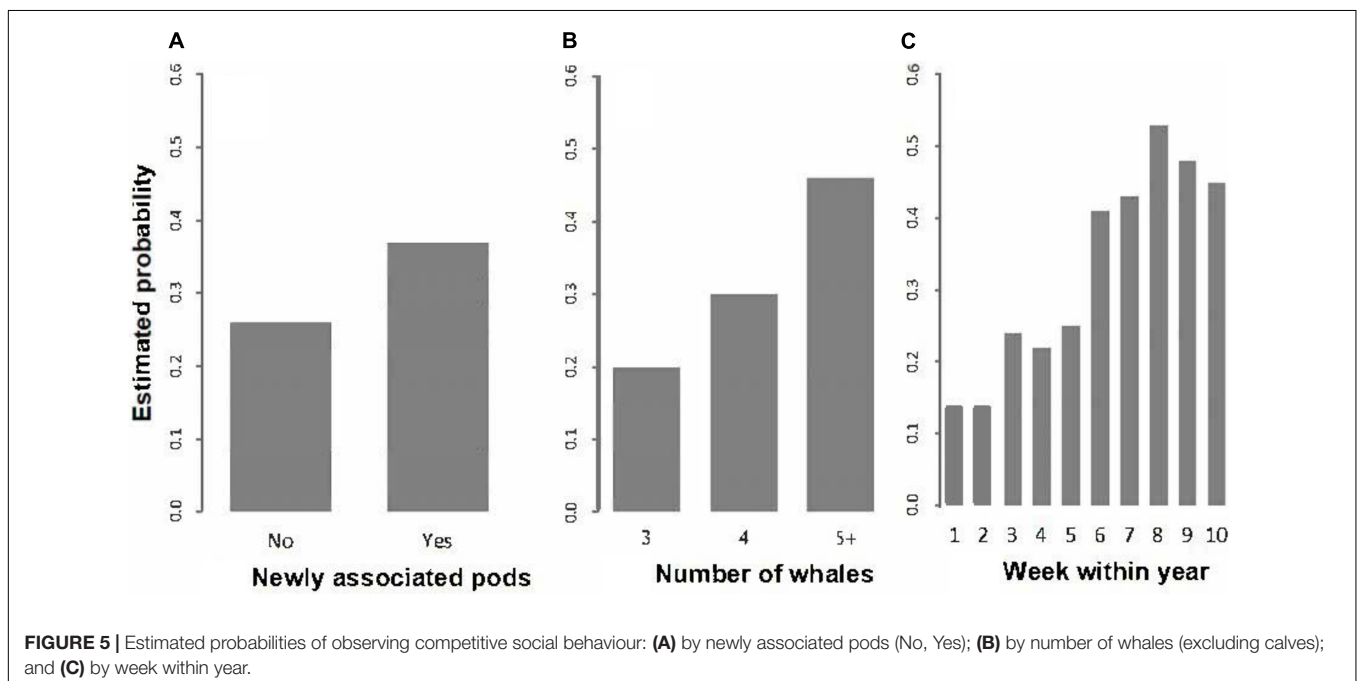 A
B
C
Estimated probability
0.0 0.1 0.2 0.3 0.4 0.5 0.6
No Yes
Newly associated pods
0.0 0.1 0.2 0.3 0.4 0.5 0.6
3 4 5+
Number of whales
0.0 0.1 0.2 0.3 0.4 0.5 0.6
1 2 3 4 5 6 7 8 9 10
Week within year
FIGURE 5 | Estimated probabilities of observing competitive social behaviour: (A) by newly associated pods (No, Yes); (B) by number of whales (excluding calves);
and (C) by week within year.